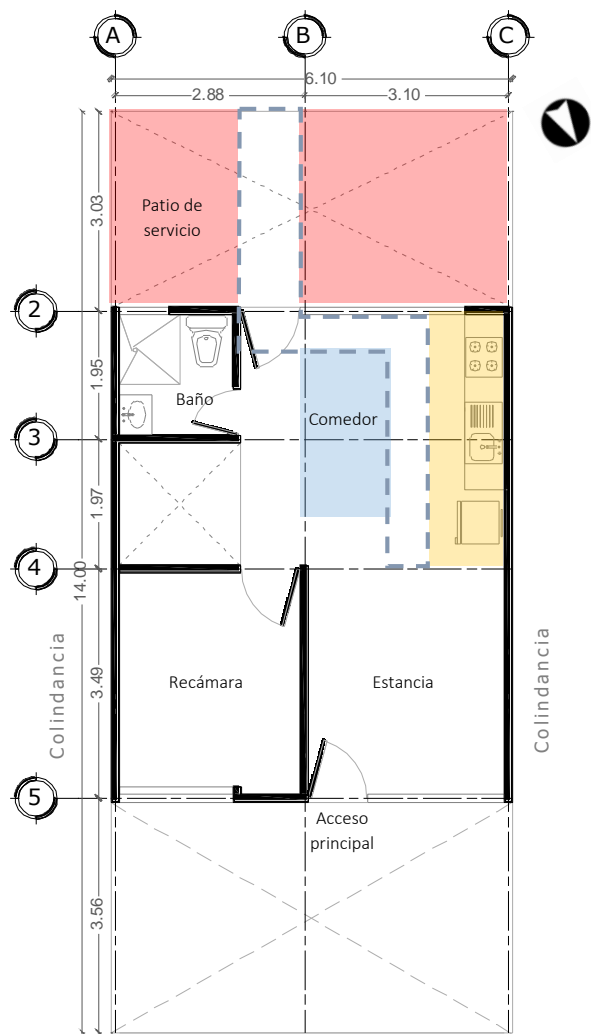 A
B
C
6.10
2.88
3.10
3.03
Patio de
servicio
2
1.95
Baño
Comedor
3
1.97
4
14.00
Colindancia
3.49
Recámara
Estancia
Colindancia
5
Acceso
principal
3.56